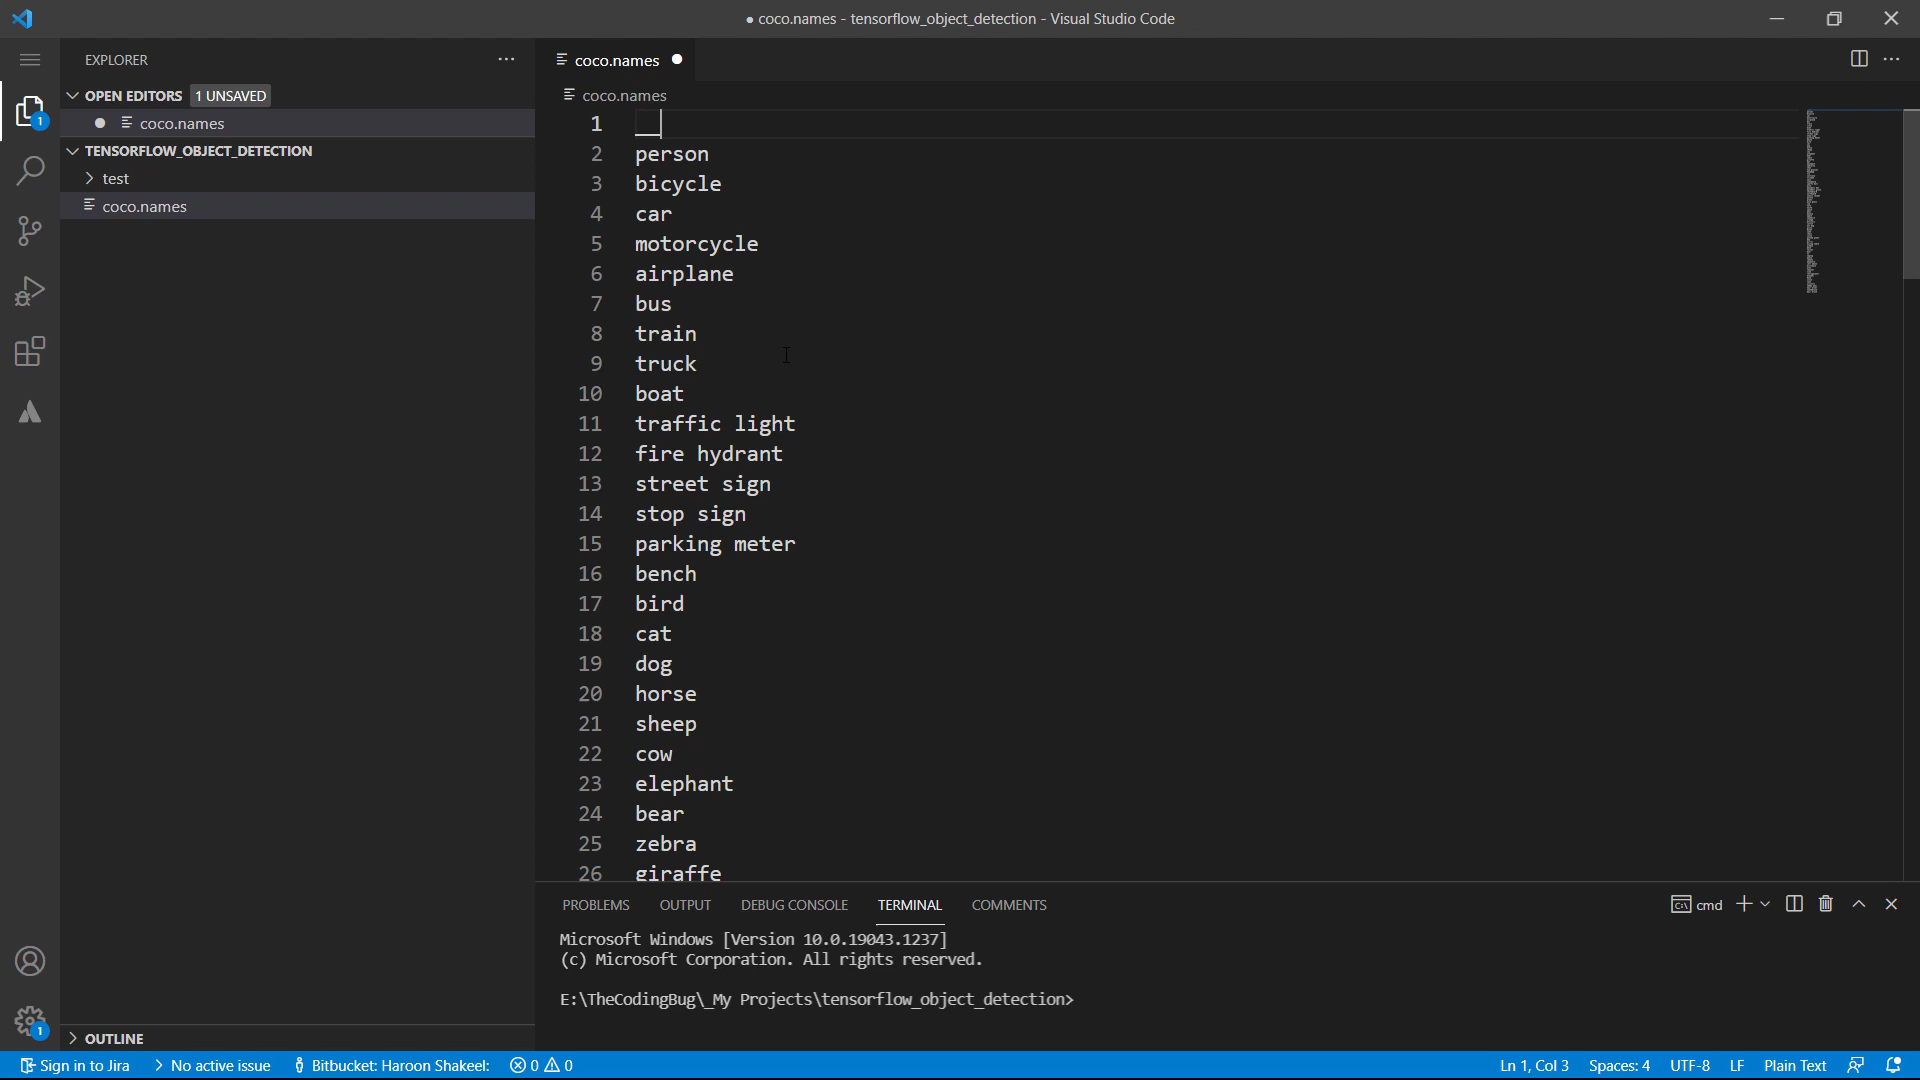 ● coco.names - tensorflow_object_detection - Visual Studio Code
EXPLORER
OPEN EDITORS 1 UNSAVED
coco.names
TENSORFLOW_OBJECT_DETECTION
test
coco.names
OUTLINE
coco.names
coco.names
1 __
2 person
3 bicycle
4 car
5 motorcycle
6 airplane
7 bus
8 train
9 truck
10 boat
11 traffic light
12 fire hydrant
13 street sign
14 stop sign
15 parking meter
16 bench
17 bird
18 cat
19 dog
20 horse
21 sheep
22 cow
23 elephant
24 bear
25 zebra
26 giraffe
PROBLEMS OUTPUT DEBUG CONSOLE TERMINAL COMMENTS cmd
Microsoft Windows [Version 10.0.19043.1237]
(c) Microsoft Corporation. All rights reserved.
E:\TheCodingBug\_My Projects\tensorflow_object_detection>
1
1
Sign in to Jira No active issue Bitbucket: Haroon Shakeel: 0 0 Ln 1, Col 3 Spaces: 4 UTF-8 LF Plain Text